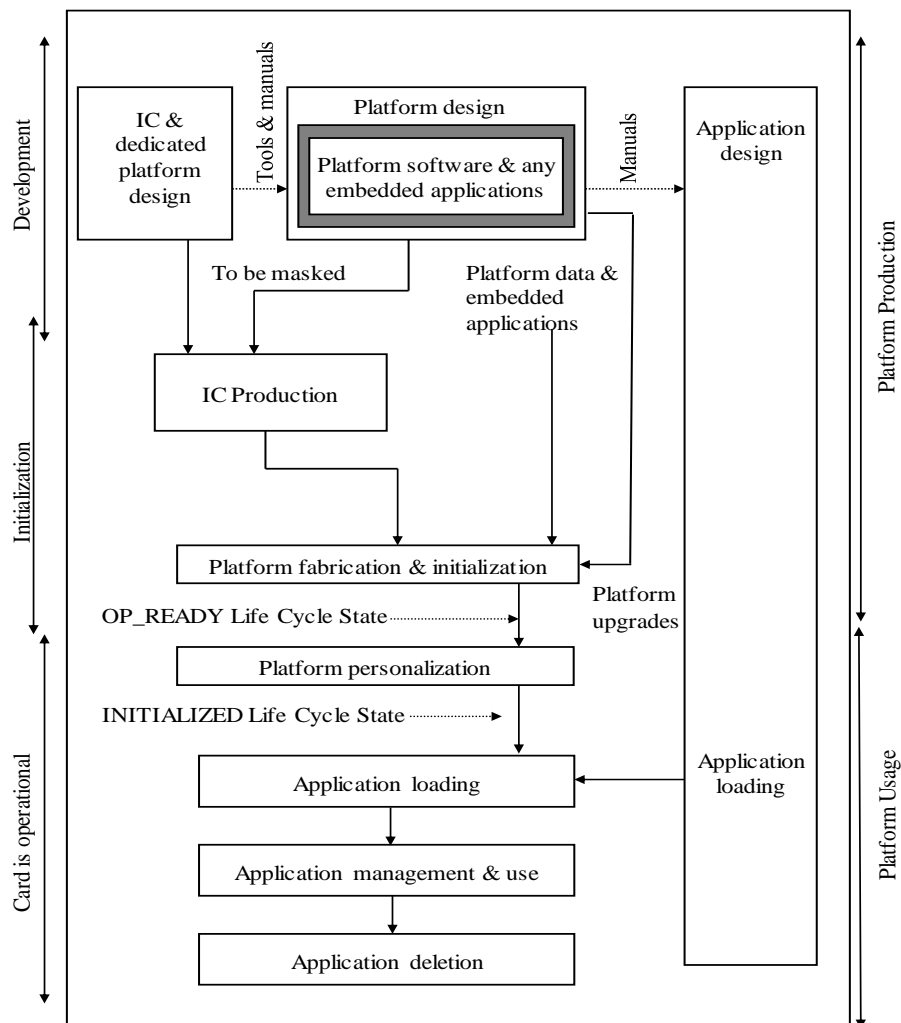 Development
Initialization
Card is operational
IC &
dedicated
platform
design
Tools & manuals
Platform design
Platform software & any
embedded applications
Manuals
Application
design
To be masked
Platform data &
embedded
applications
IC Production
Platform fabrication & initialization
OP_READY Life Cycle State
Platform
upgrades
Platform personalization
INITIALIZED Life Cycle State
Application loading
Application
loading
Application management & use
Application deletion
Platform Production
Platform Usage